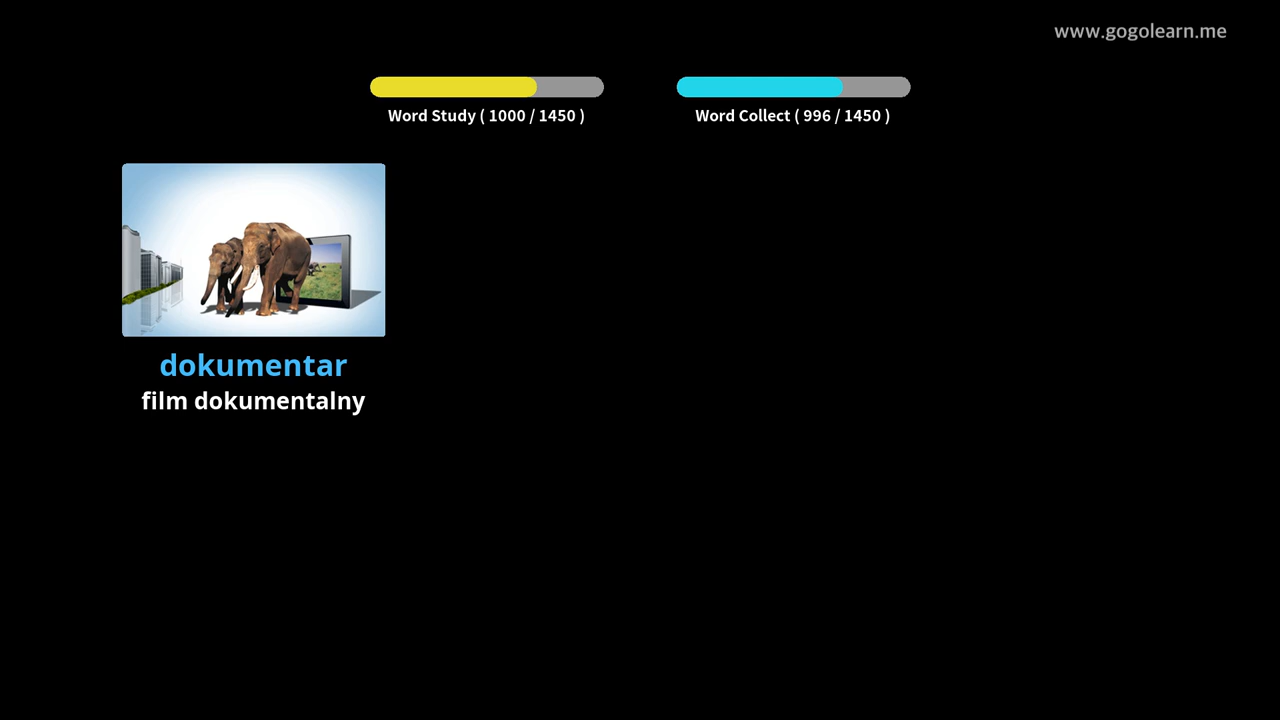 www.gogolearn.me
Word Study ( 1000 / 1450 )
Word Collect ( 996 / 1450 )
dokumentar
film dokumentalny